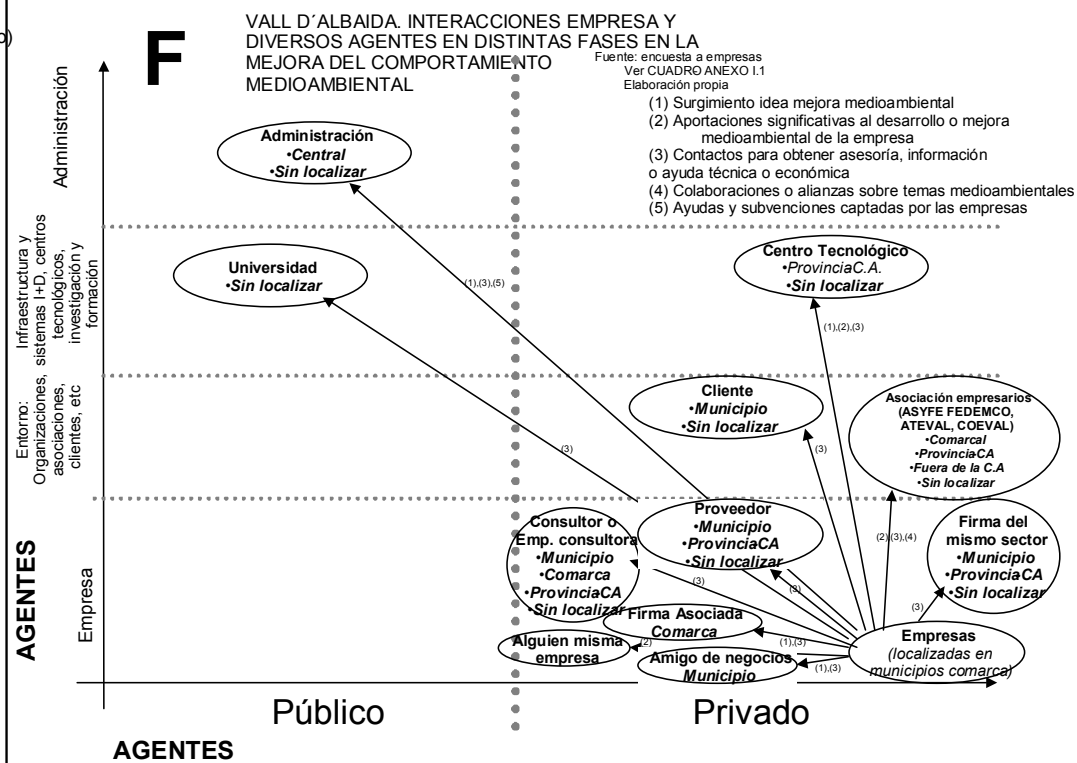 o)
F
VALL D´ALBAIDA. INTERACCIONES EMPRESA Y
DIVERSOS AGENTES EN DISTINTAS FASES EN LA
MEJORA DEL COMPORTAMIENTO
MEDIOAMBIENTAL
Fuente: encuesta a empresas
Ver CUADRO ANEXO I.1
Elaboración propia
(1) Surgimiento idea mejora medioambiental
(2) Aportaciones significativas al desarrollo o mejora
medioambiental de la empresa
(3) Contactos para obtener asesoría, información
o ayuda técnica o económica
(4) Colaboraciones o alianzas sobre temas medioambientales
(5) Ayudas y subvenciones captadas por las empresas
Administración
Administración
•Central
•Sin localizar
Infraestructura y
sistemas I+D, centros
tecnológicos,
investigación y
formación
Universidad
•Sin localizar
(1),(3),(5)
Centro Tecnológico
•ProvinciaC.A.
•Sin localizar
(1),(2),(3)
Entorno:
Organizaciones,
asociaciones,
clientes, etc
Cliente
•Municipio
•Sin localizar
(3)
(3)
Asociación empresarios
(ASYFE FEDEMCO,
ATEVAL, COEVAL)
•Comarcal
•Provincia-CA
•Fuera de la C.A
•Sin localizar
(2),(3),(4)
AGENTES
Empresa
Consultor o
Emp. consultora
•Municipio
•Comarca
•Provincia-CA
•Sin localizar
Proveedor
•Municipio
•Provincia-CA
•Sin localizar
(3)
(3)
Firma del
mismo sector
•Municipio
•Provincia-CA
•Sin localizar
(3)
Firma Asociada
Comarca
(1),(3)
Alguien misma
empresa
(2)
Amigo de negocios
Municipio
(1),(3)
Empresas
(localizadas en
municipios comarca)
Público
Privado
AGENTES